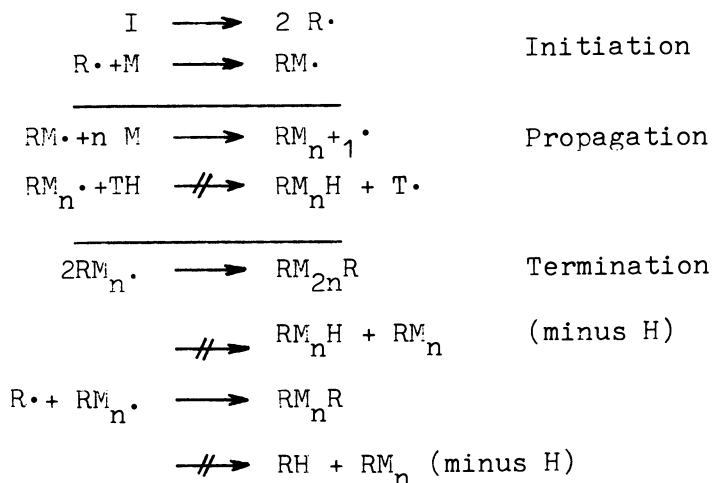 I ⟶ 2 R· Initiation
R· +M ⟶ RM·
RM· +n M ⟶ RMₙ+₁· Propagation
RMₙ· +TH ⟶ RMₙH + T·
2RMₙ· ⟶ RM₂ₙR Termination
⟶ RMₙH + RMₙ (minus H)
R· + RMₙ· ⟶ RMₙR
⟶ RH + RMₙ (minus H)